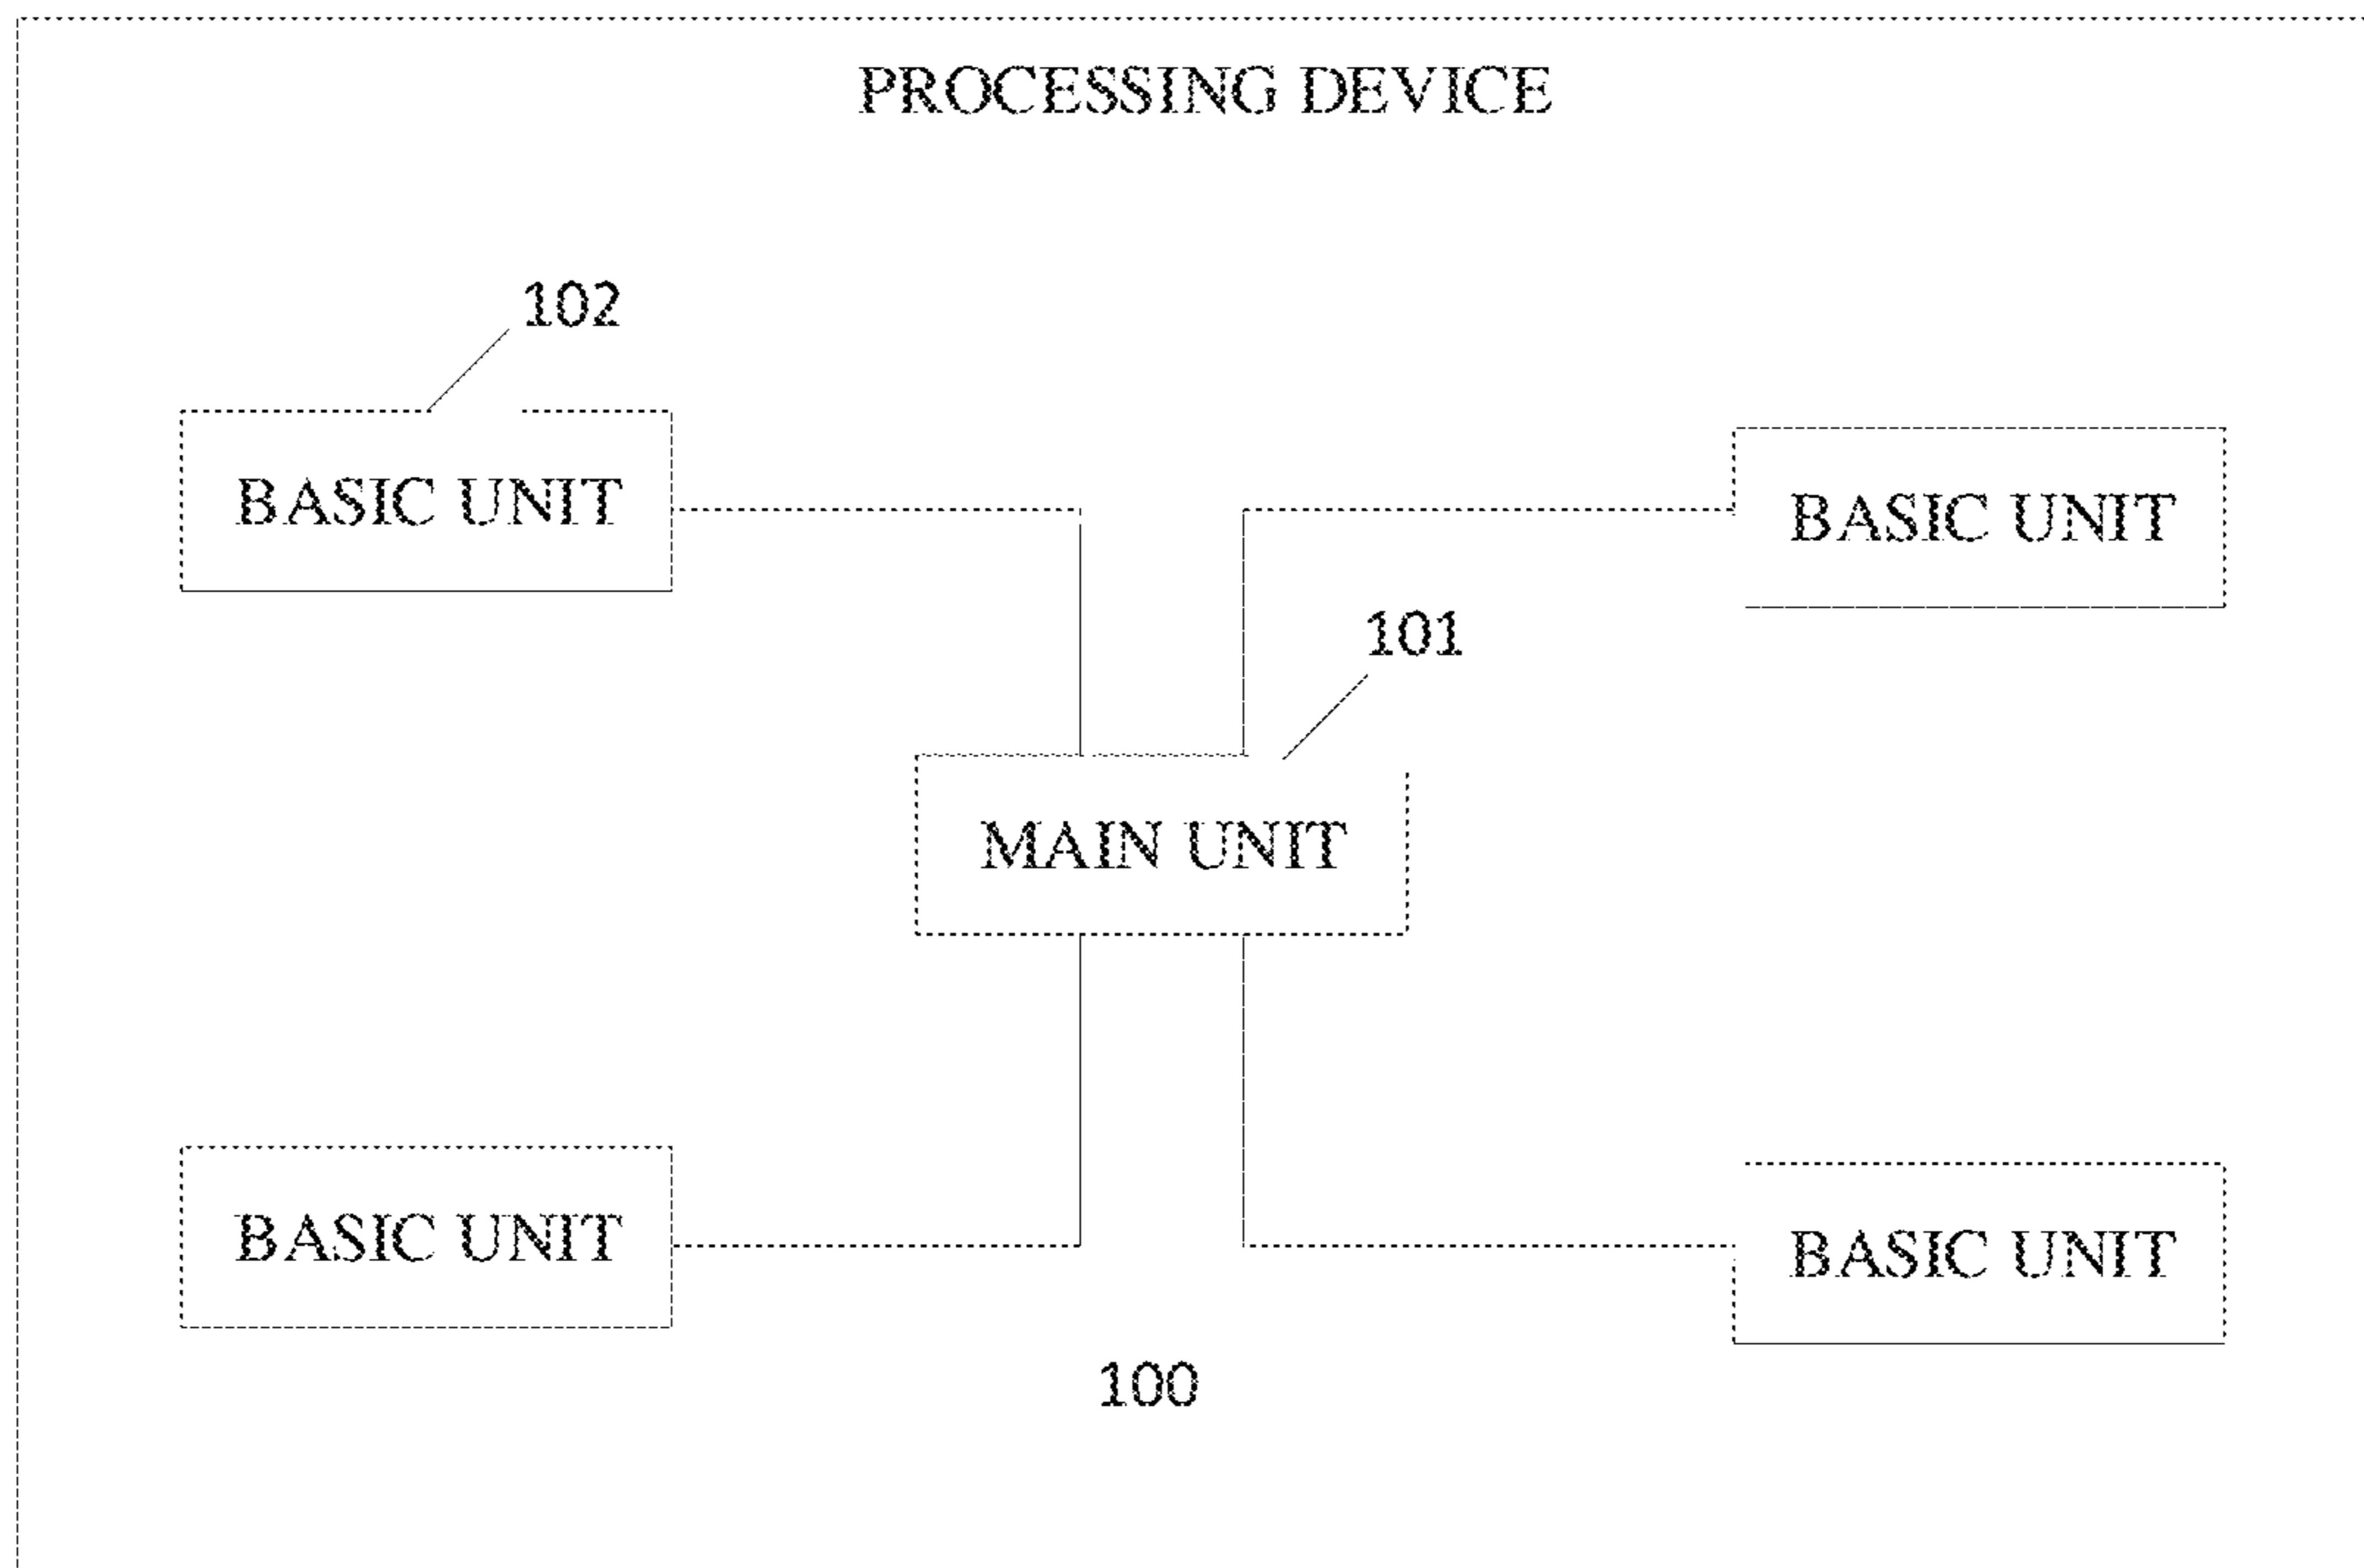 PROCESSING DEVICE
102
BASIC UNIT
BASIC UNIT
101
MAIN UNIT
BASIC UNIT
BASIC UNIT
100